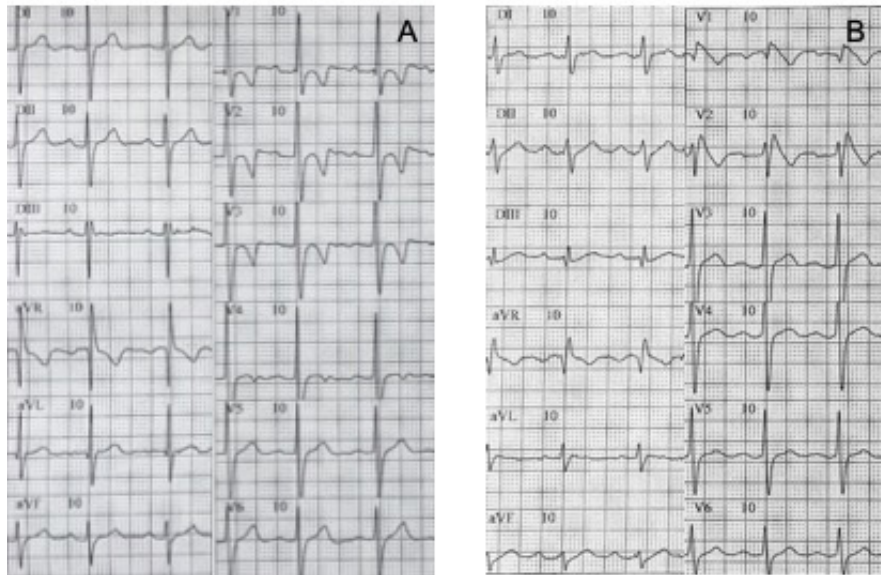 A
DI 10
DII 10
DIII 10
aVR 10
aVL 10
aVF 10
V1 10
V2 10
V3 10
V4 10
V5 10
V6 10
B
DI 10
DII 10
DIII 10
aVR 10
aVL 10
aVF 10
V1 10
V2 10
V3 10
V4 10
V5 10
V6 10